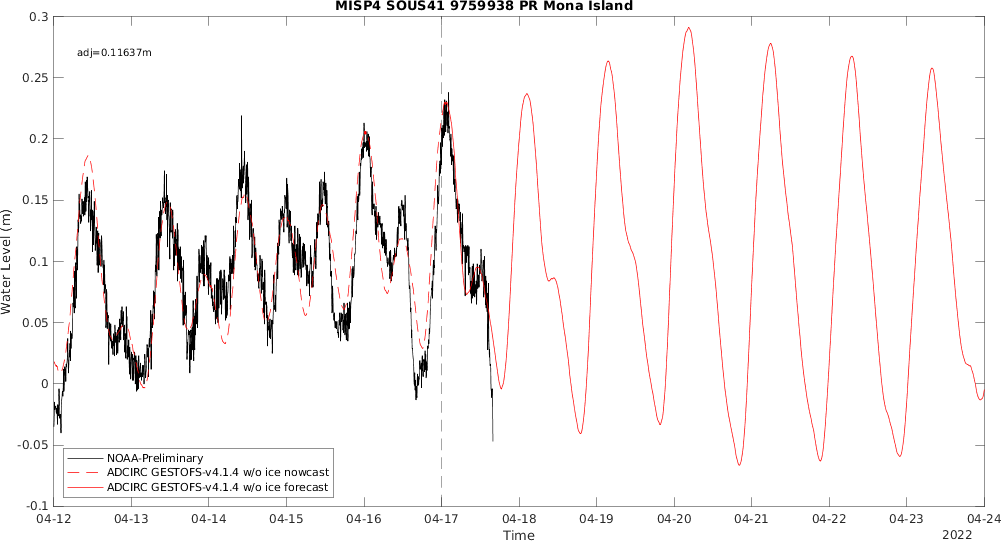 MISP4 SOUS41 9759938 PR Mona Island
adj=0.11637m
0.3
0.25
0.2
0.15
0.1
0.05
0
-0.05
-0.1
Water Level (m)
NOAA-Preliminary
ADCIRC GESTOFS-v4.1.4 w/o ice nowcast
ADCIRC GESTOFS-v4.1.4 w/o ice forecast
04-12 04-13 04-14 04-15 04-16 04-17 04-18 04-19 04-20 04-21 04-22 04-23 04-24
Time
2022